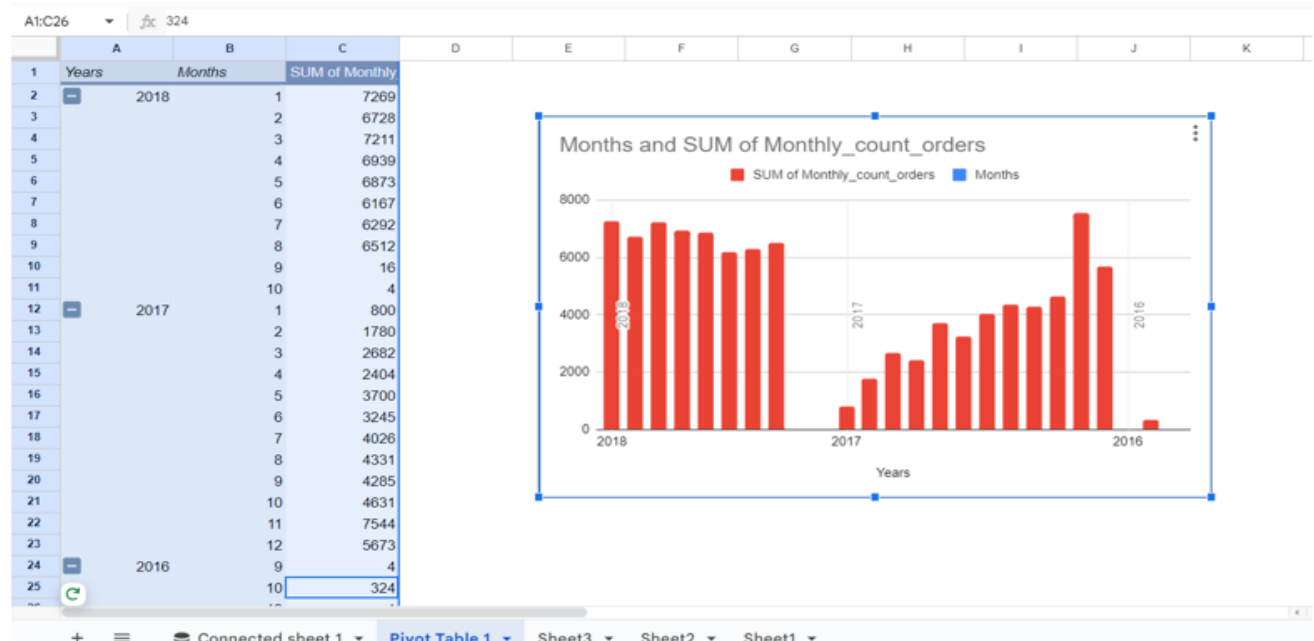 A1:C26 fx 324
A B C D E F G H I J K
1 Years Months SUM of Monthly
2 2018 1 7269
3 2 6728
4 3 7211
5 4 6939
6 5 6873
7 6 6167
8 7 6292
9 8 6512
10 9 16
11 10 4
12 2017 1 800
13 2 1780
14 3 2682
15 4 2404
16 5 3700
17 6 3245
18 7 4026
19 8 4331
20 9 4285
21 10 4631
22 11 7544
23 12 5673
24 2016 9 4
25 10 324
Months and SUM of Monthly_count_orders
SUM of Monthly_count_orders Months
8000
6000
4000
2000
0
2018 2017 2016
2018 2017 2016
Years
Connected sheet 1 Pivot Table 1 Sheet3 Sheet2 Sheet1